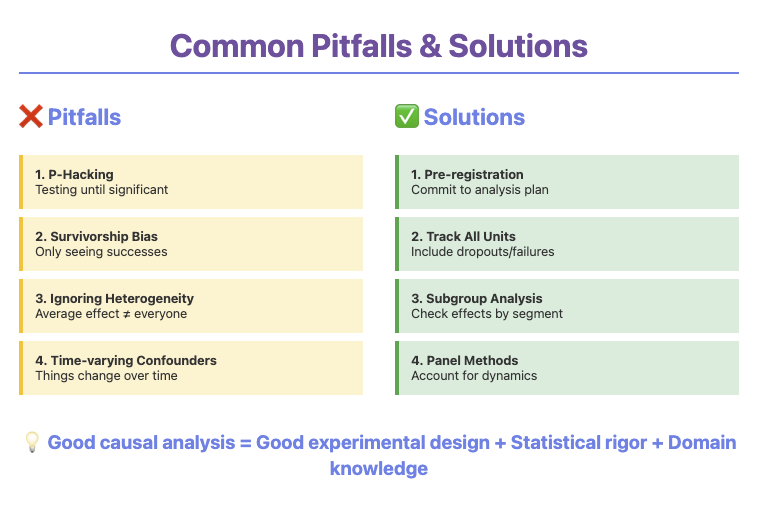 Common Pitfalls & Solutions
❌ Pitfalls
1. P-Hacking
Testing until significant
2. Survivorship Bias
Only seeing successes
3. Ignoring Heterogeneity
Average effect ≠ everyone
4. Time-varying Confounders
Things change over time
✅ Solutions
1. Pre-registration
Commit to analysis plan
2. Track All Units
Include dropouts/failures
3. Subgroup Analysis
Check effects by segment
4. Panel Methods
Account for dynamics
💡 Good causal analysis = Good experimental design + Statistical rigor + Domain
knowledge